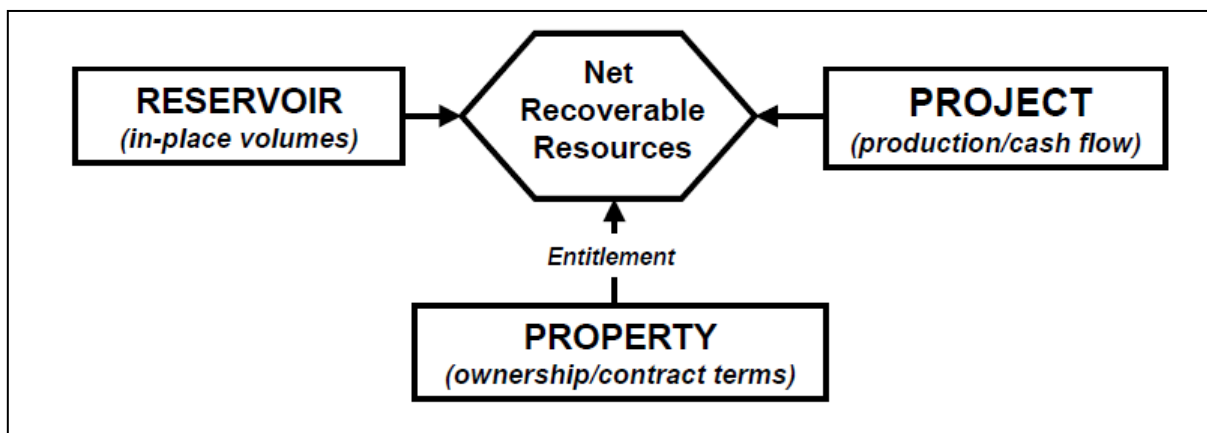 RESERVOIR
(in-place volumes)
Net
Recoverable
Resources
PROJECT
(production/cash flow)
Entitlement
PROPERTY
(ownership/contract terms)